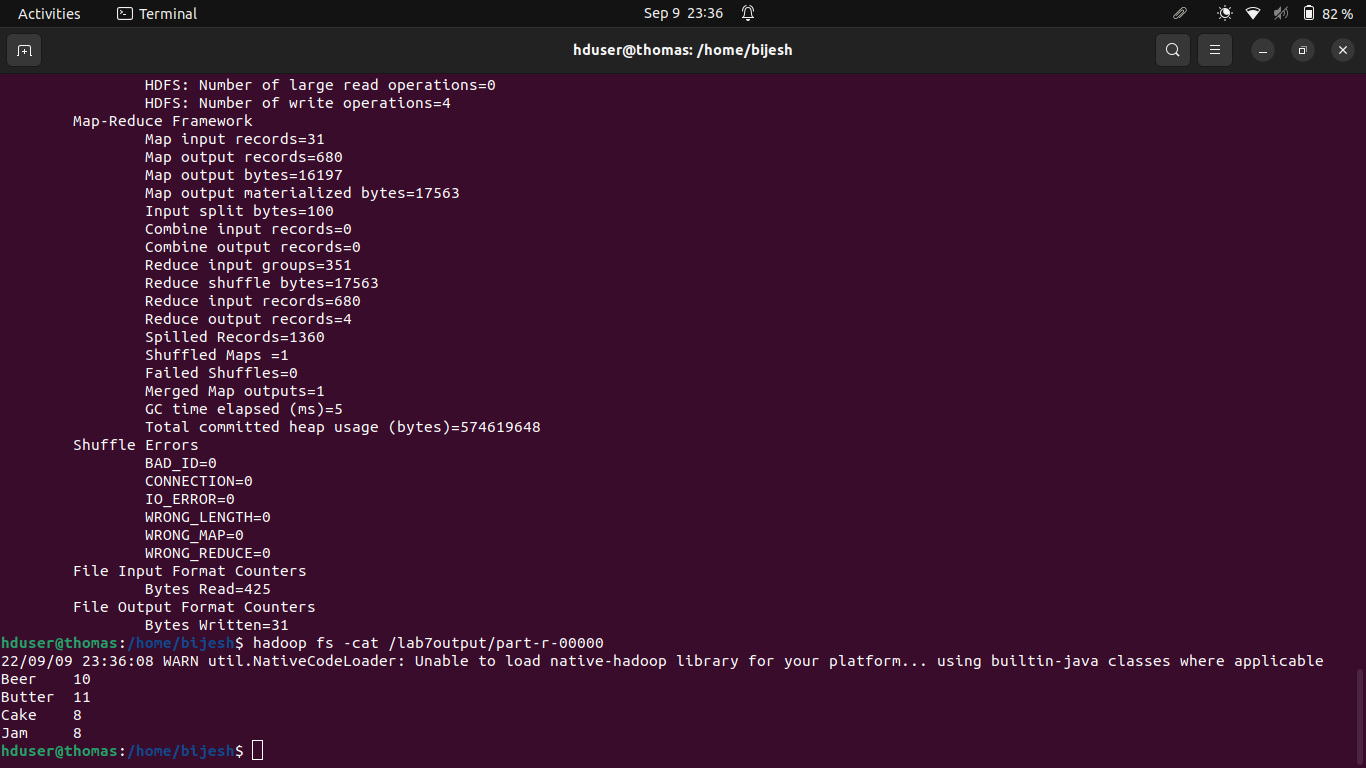 Activities Terminal Sep 9 23:36 82 %
hduser@thomas: /home/bijesh
HDFS: Number of large read operations=0
HDFS: Number of write operations=4
Map-Reduce Framework
Map input records=31
Map output records=680
Map output bytes=16197
Map output materialized bytes=17563
Input split bytes=100
Combine input records=0
Combine output records=0
Reduce input groups=351
Reduce shuffle bytes=17563
Reduce input records=680
Reduce output records=4
Spilled Records=1360
Shuffled Maps =1
Failed Shuffles=0
Merged Map outputs=1
GC time elapsed (ms)=5
Total committed heap usage (bytes)=574619648
Shuffle Errors
BAD_ID=0
CONNECTION=0
IO_ERROR=0
WRONG_LENGTH=0
WRONG_MAP=0
WRONG_REDUCE=0
File Input Format Counters
Bytes Read=425
File Output Format Counters
Bytes Written=31
hduser@thomas:/home/bijesh$ hadoop fs -cat /lab7output/part-r-00000
22/09/09 23:36:08 WARN util.NativeCodeLoader: Unable to load native-hadoop library for your platform... using builtin-java classes where applicable
Beer 10
Butter 11
Cake 8
Jam 8
hduser@thomas:/home/bijesh$